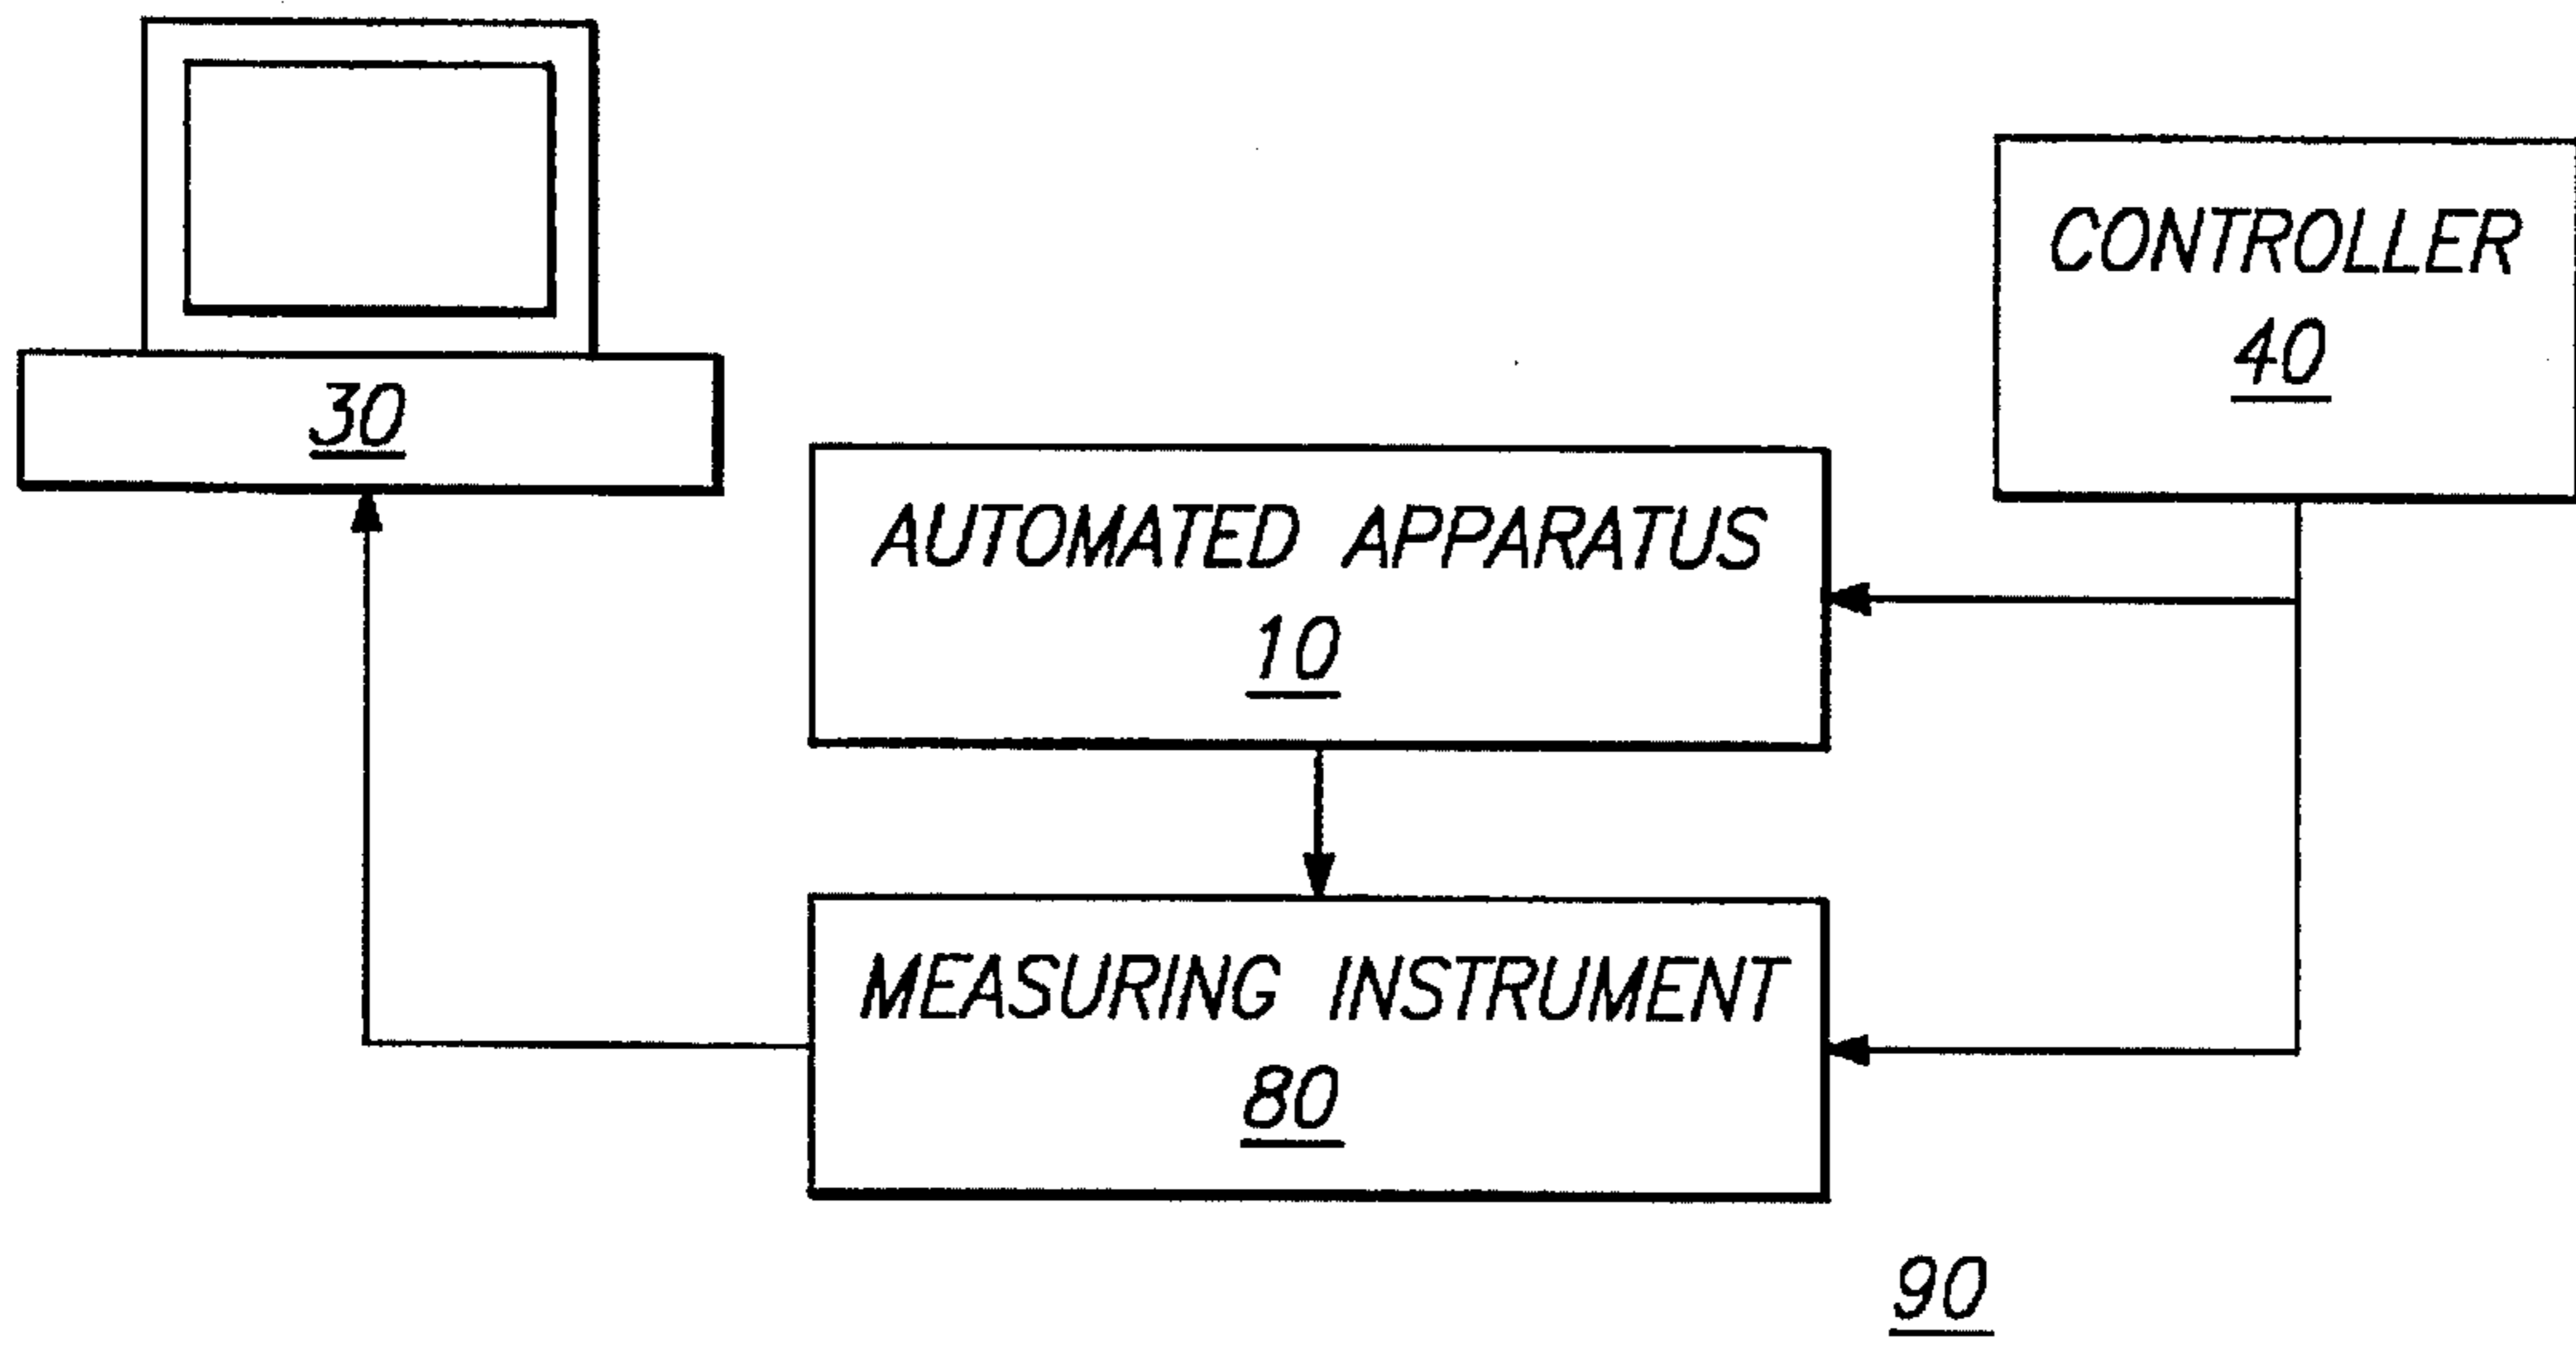 CONTROLLER
40
30
AUTOMATED APPARATUS
10
MEASURING INSTRUMENT
80
90